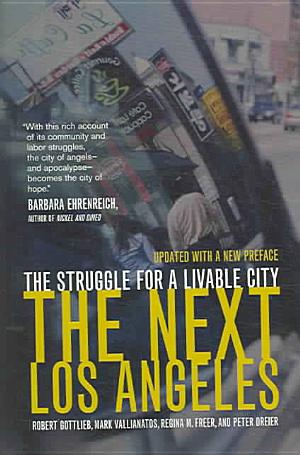 La Caffe
"With this rich account
of its community and
labor struggles,
the city of angels—
and apocalypse—
becomes the city of
hope."
BARBARA EHRENREICH,
AUTHOR OF NICKEL AND DIMED
UPDATED WITH A NEW PREFACE
THE STRUGGLE FOR A LIVABLE CITY
THE NEXT
LOS ANGELES
ROBERT GOTTLIEB, MARK VALLIANATOS, REGINA M. FREER, AND PETER DREIER